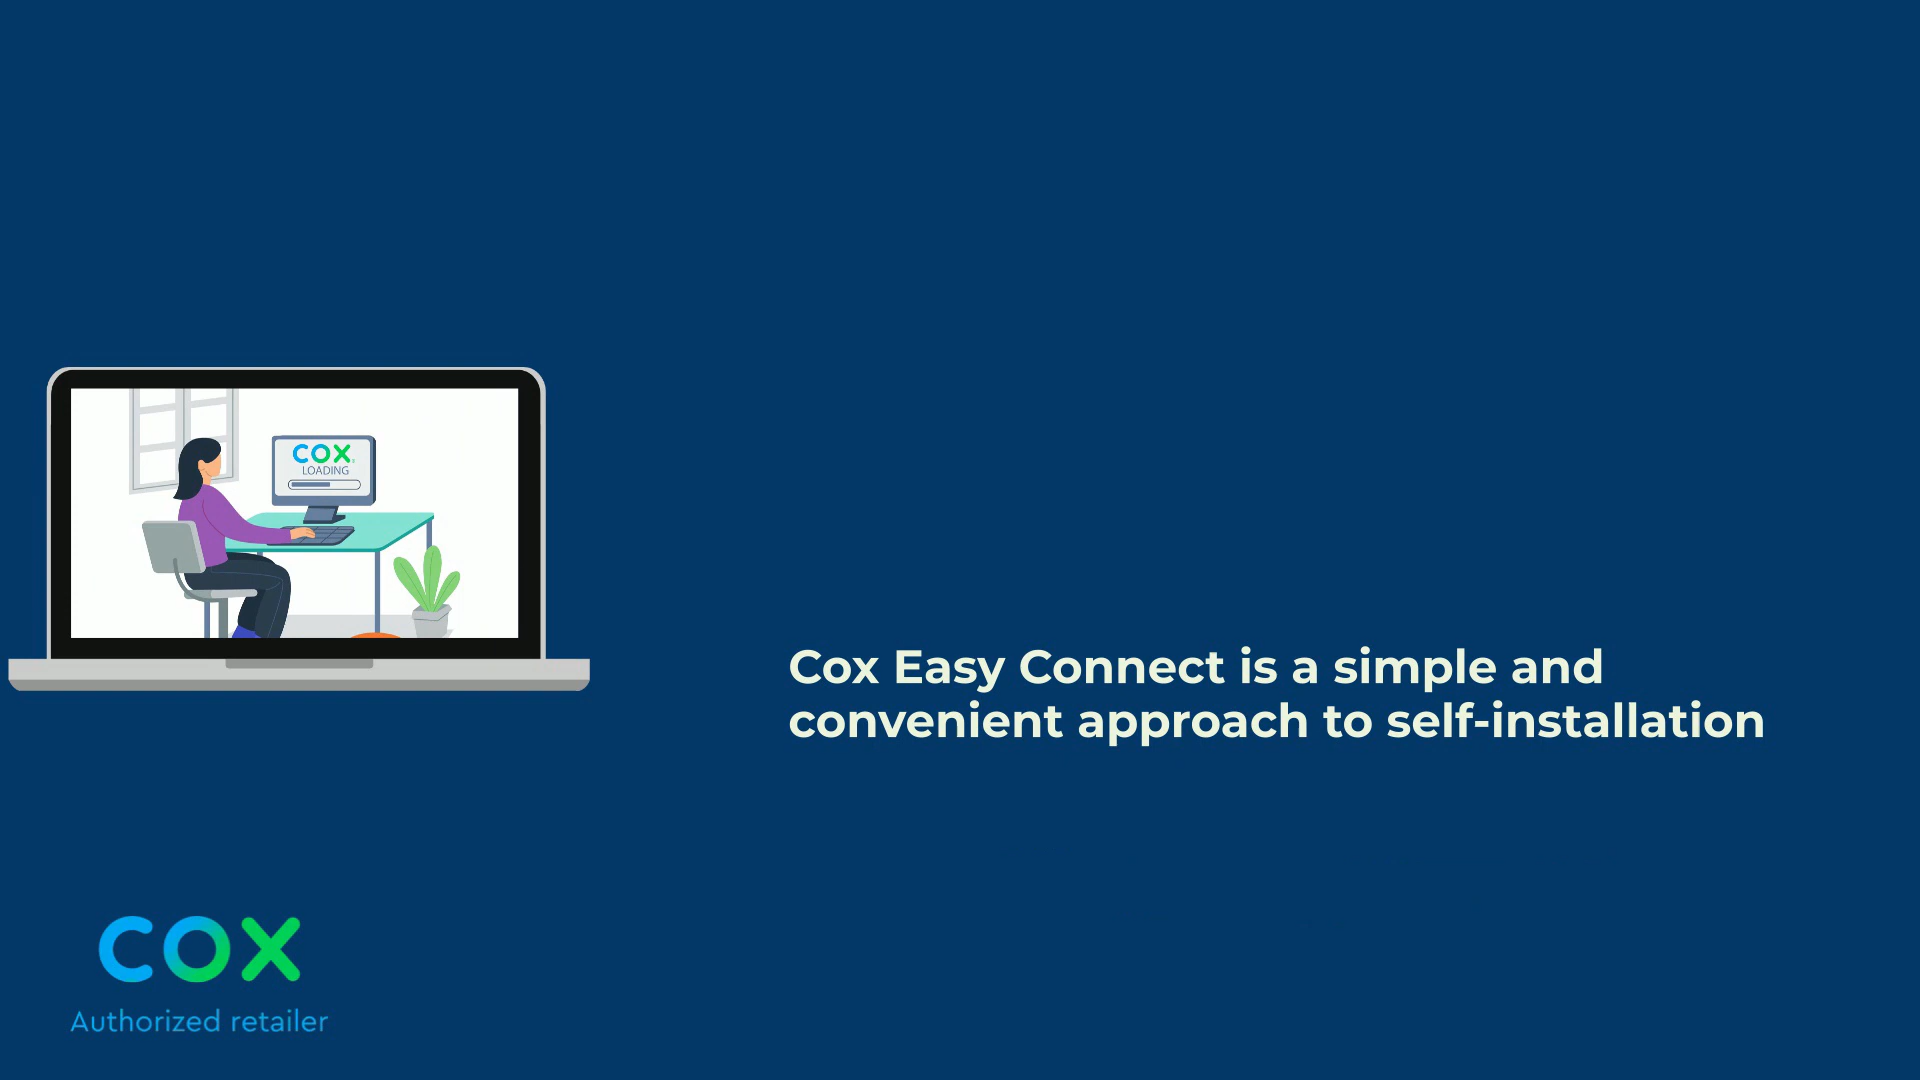 COX
LOADING
Cox Easy Connect is a simple and
convenient approach to self-installation
COX
Authorized retailer